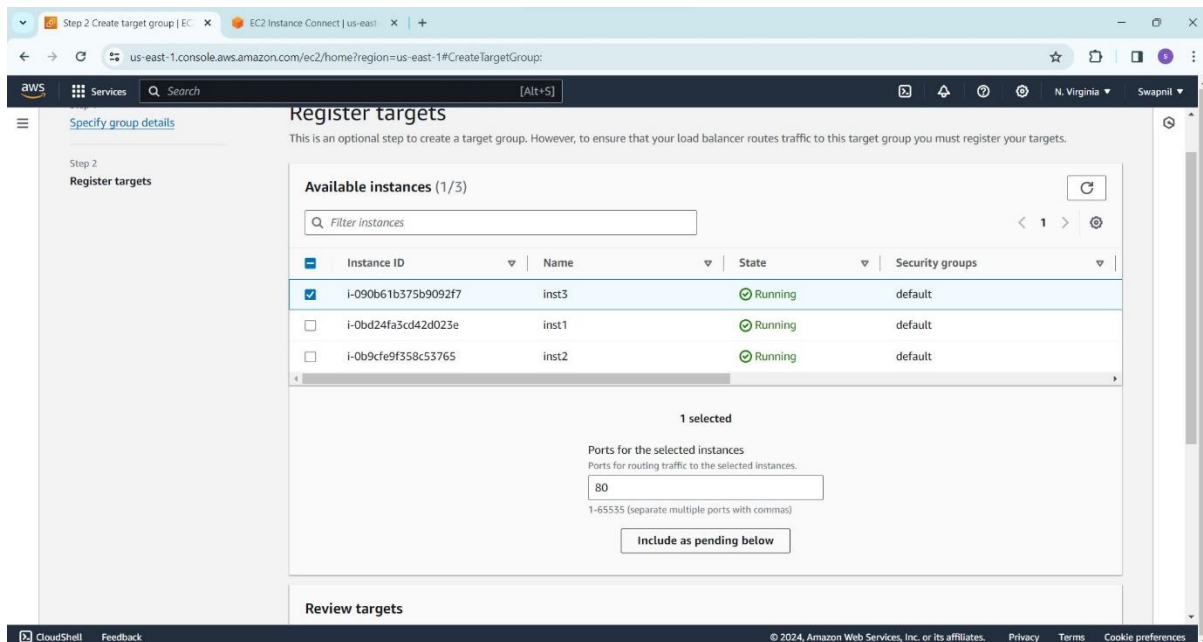 Step 2 Create target group | EC
EC2 Instance Connect | us-east-
us-east-1.console.aws.amazon.com/ec2/home?region=us-east-1#CreateTargetGroup:
S
aws
Services
Search
[Alt+S]
N. Virginia
Swapnil
Specify group details
Step 2
Register targets
Register targets
This is an optional step to create a target group. However, to ensure that your load balancer routes traffic to this target group you must register your targets.
Available instances (1/3)
Filter instances
1
Instance ID Name State Security groups
i-090b61b375b9092f7 inst3 Running default
i-0bd24fa3cd42d023e inst1 Running default
i-0b9cfe9f358c53765 inst2 Running default
1 selected
Ports for the selected instances
Ports for routing traffic to the selected instances.
80
1-65535 (separate multiple ports with commas)
Include as pending below
Review targets
CloudShell Feedback © 2024, Amazon Web Services, Inc. or its affiliates. Privacy Terms Cookie preferences